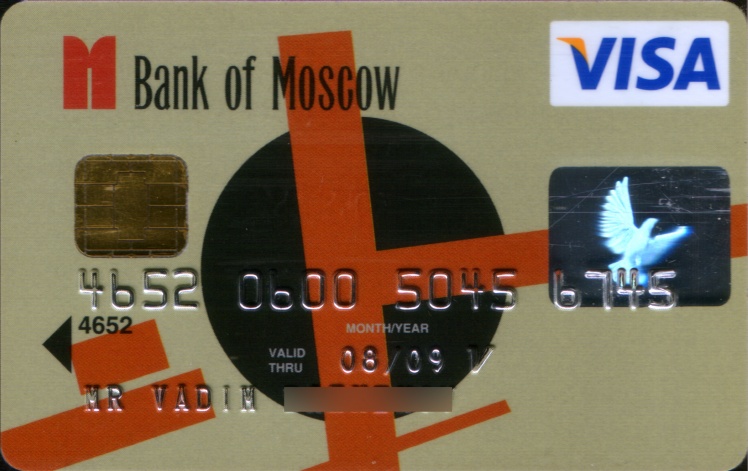 Bank of Moscow
VISA
4652 0600 5045 6745
4652
MONTH/YEAR
VALID THRU 08/09 V
MR VADIM